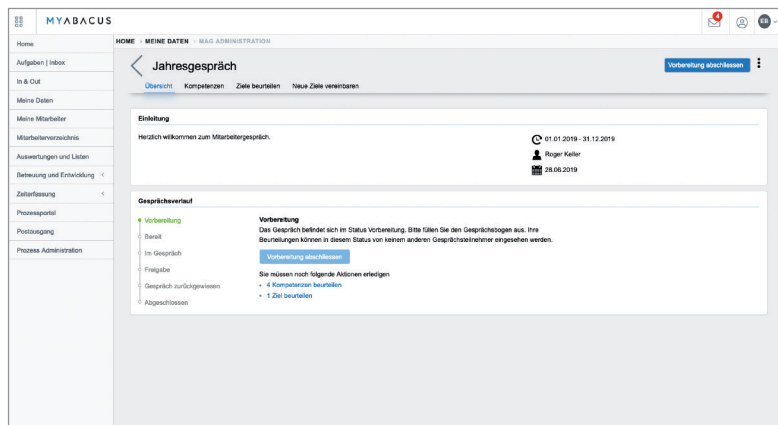 MYABACUS
4
EB
Home
Aufgaben | Inbox
In & Out
Meine Daten
Meine Mitarbeiter
Mitarbeiterverzeichnis
Auswertungen und Listen
Betreuung und Entwicklung
Zeiterfassung
Prozessportal
Postausgang
Prozess Administration
HOME › MEINE DATEN › MAG ADMINISTRATION
Jahresgespräch
Vorbereitung abschliessen
Übersicht Kompetenzen Ziele beurteilen Neue Ziele vereinbaren
Einleitung
Herzlich willkommen zum Mitarbeitergespräch.
01.01.2019 - 31.12.2019
Roger Keller
28.06.2019
Gesprächsverlauf
Vorbereitung
Bereit
Im Gespräch
Freigabe
Gespräch zurückgewiesen
Abgeschlossen
Vorbereitung
Das Gespräch befindet sich im Status Vorbereitung. Bitte füllen Sie den Gesprächsbogen aus. Ihre
Beurteilungen können in diesem Status von keinem anderen Gesprächsteilnehmer eingesehen werden.
Vorbereitung abschliessen
Sie müssen noch folgende Aktionen erledigen
• 4 Kompetenzen beurteilen
• 1 Ziel beurteilen